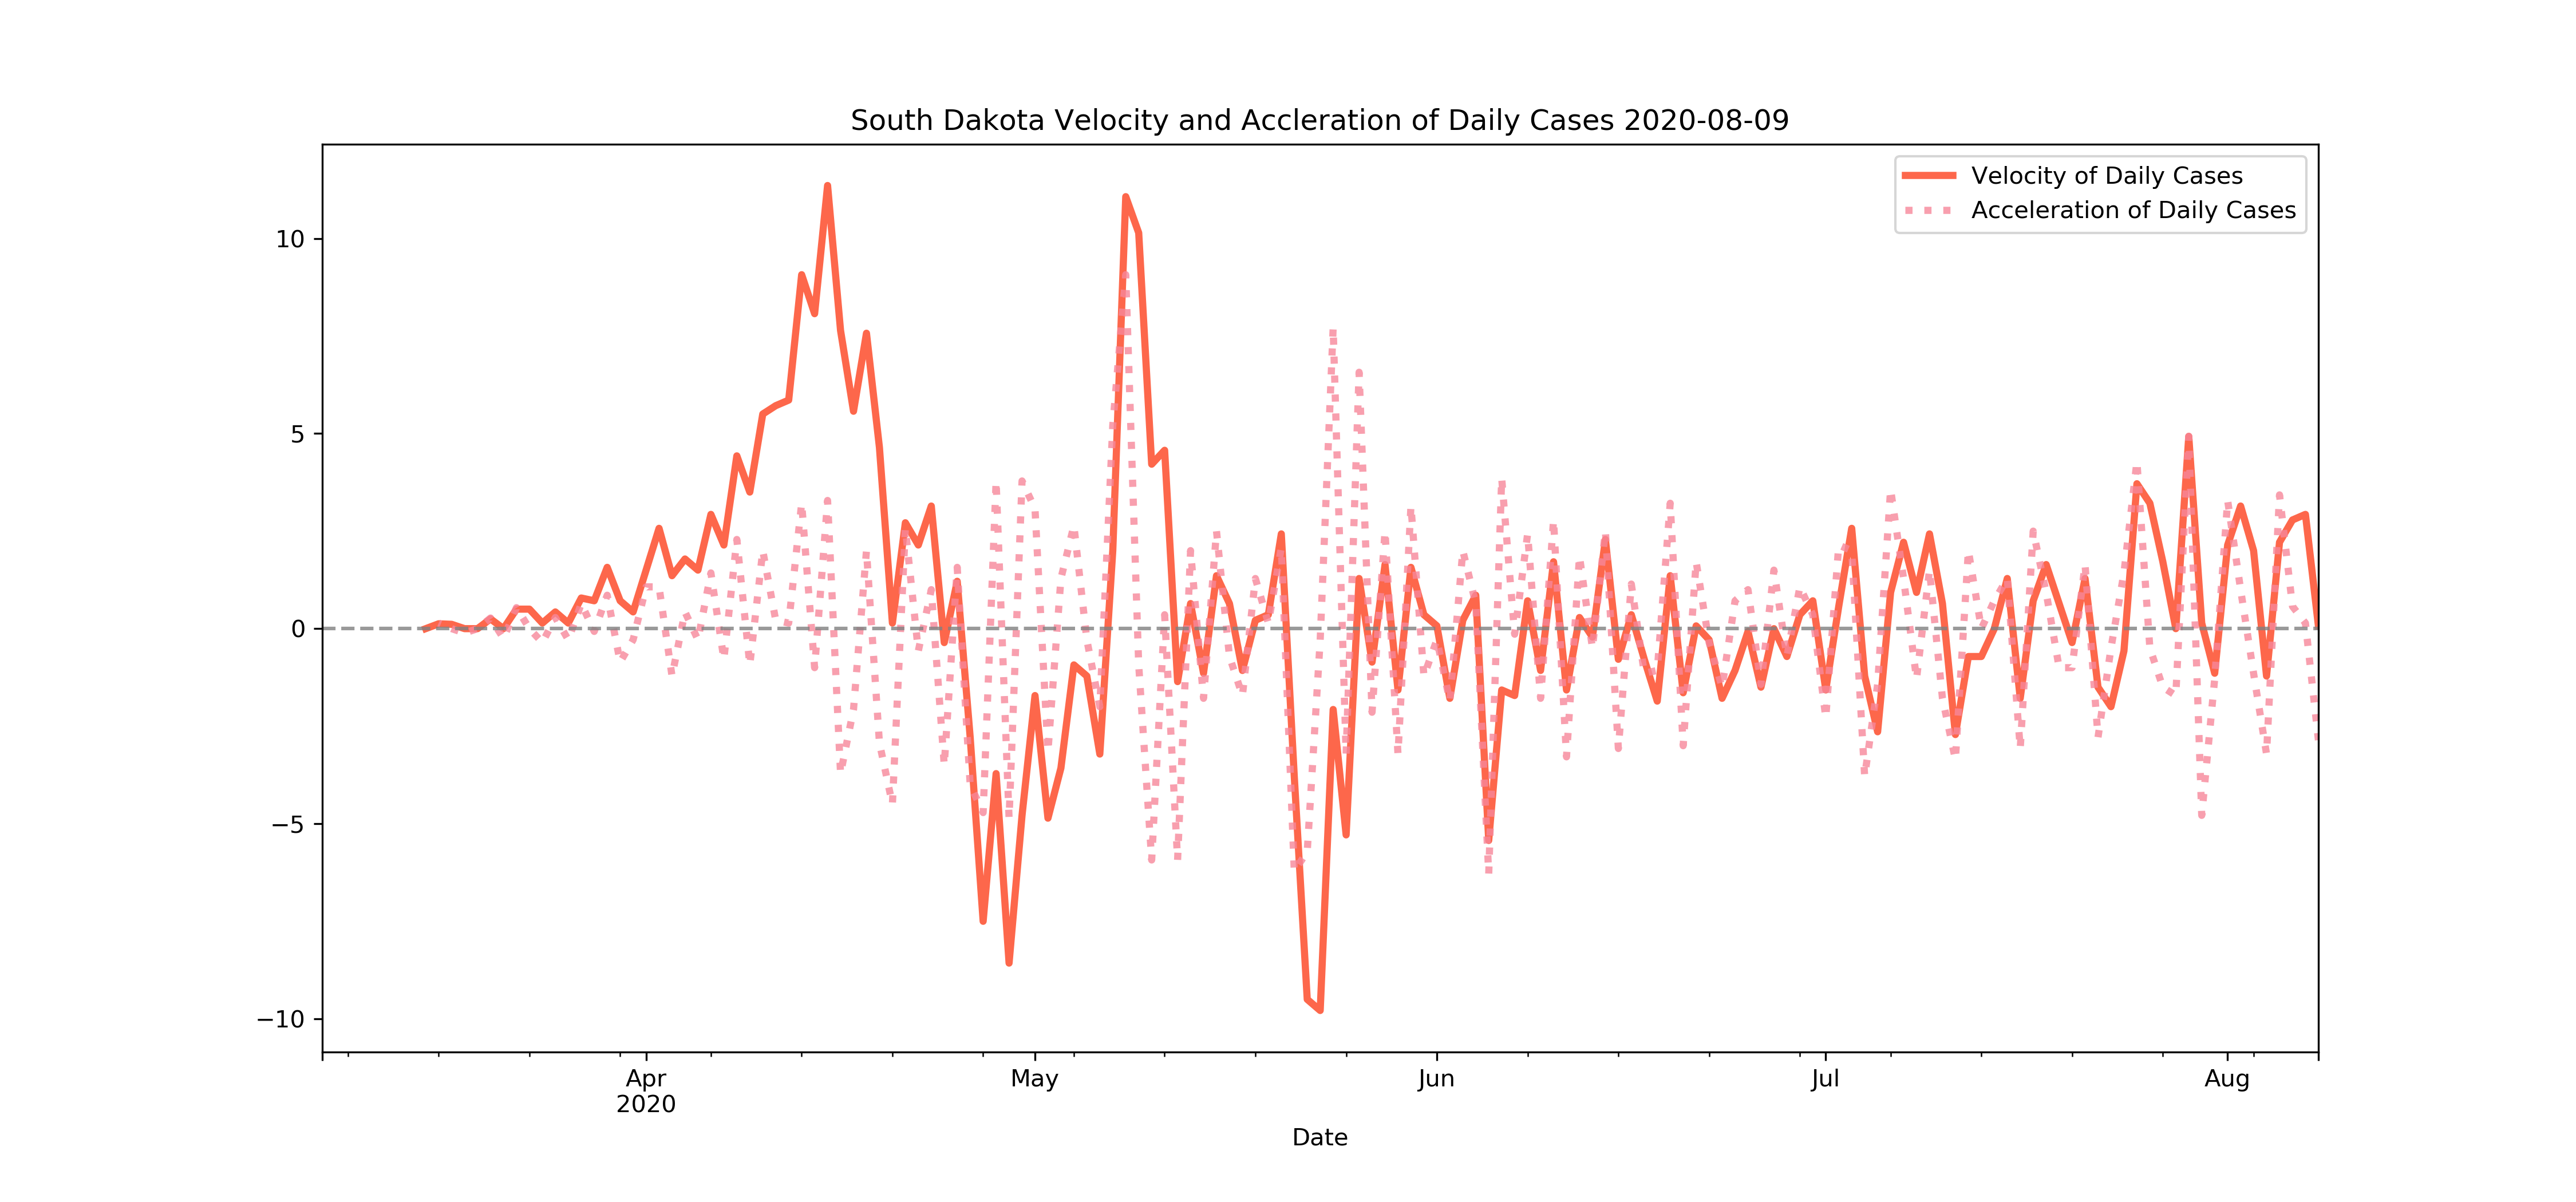 South Dakota Velocity and Accleration of Daily Cases 2020-08-09
Velocity of Daily Cases
Acceleration of Daily Cases
10
5
0
−5
−10
Apr
2020
May
Jun
Jul
Aug
Date